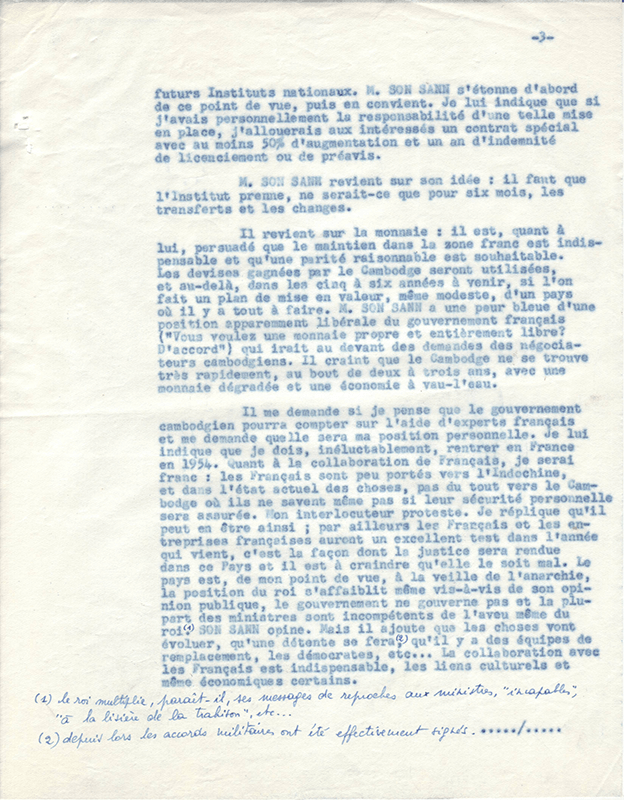 -3-
futurs Instituts nationaux. M. SON SANN s'étonne d'abord
de ce point de vue, puis en convient. Je lui indique que si
j'avais personnellement la responsabilité d'une telle mise
en place, j'allouerais aux intéressés un contrat spécial
avec au moins 50% d'augmentation et un an d'indemnité
de licenciement ou de préavis.
M. SON SANN revient sur son idée : il faut que
l'Institut prenne, ne serait-ce que pour six mois, les
transferts et les changes.
Il revient sur la monnaie : il est, quant à
lui, persuadé que le maintien dans la zone franc est indis-
pensable et qu'une parité raisonnable est souhaitable.
Les devises gagnées par le Cambodge seront utilisées,
et au-delà, dans les cinq à six années à venir, si l'on
fait un plan de mise en valeur, même modeste, d'un pays
où il y a tout à faire. M. SON SANN a une peur bleue d'une
position apparemment libérale du gouvernement français
("Vous voulez une monnaie propre et entièrement libre?
D'accord") qui irait au devant des demandes des négocia-
teurs cambodgiens. Il craint que le Cambodge ne se trouve
très rapidement, au bout de deux à trois ans, avec une
monnaie dégradée et une économie à vau-l'eau.
Il me demande si je pense que le gouvernement
cambodgien pourra compter sur l'aide d'experts français
et me demande quelle sera ma position personnelle. Je lui
indique que je dois, inéluctablement, rentrer en France
en 1954. Quant à la collaboration de Français, je serai
franc : les Français sont peu portés vers l'Indochine,
et dans l'état actuel des choses, pas du tout vers le Cam-
bodge où ils ne savent même pas si leur sécurité personnelle
sera assurée. Mon interlocuteur proteste. Je réplique qu'il
peut en être ainsi ; par ailleurs les Français et les en-
treprises françaises auront un excellent test dans l'année
qui vient, c'est la façon dont la justice sera rendue
dans ce Pays et il est à craindre qu'elle le soit mal. Le
pays est, de mon point de vue, à la veille de l'anarchie,
la position du roi s'affaiblit même vis-à-vis de son opi-
nion publique, le gouvernement ne gouverne pas et la plu-
part des ministres sont incompétents de l'aveu même du
roi.(1) SON SANN opine. Mais il ajoute que les choses vont
évoluer, qu'une détente se fera,(2) qu'il y a des équipes de
remplacement, les démocrates, etc... La collaboration avec
les Français est indispensable, les liens culturels et
même économiques certains.
(1) le roi multiplie, paraît-il, ses messages de reproches aux ministres, "incapables",
"à la lisière de la trahison", etc...
(2) depuis lors les accords militaires ont été effectivement signés. ...../.....